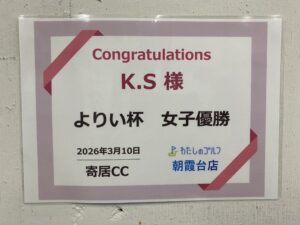 Congratulations
K.S 様
よりい杯　女子優勝
2026年3月10日
寄居CC
わたしのゴルフ
朝霞台店